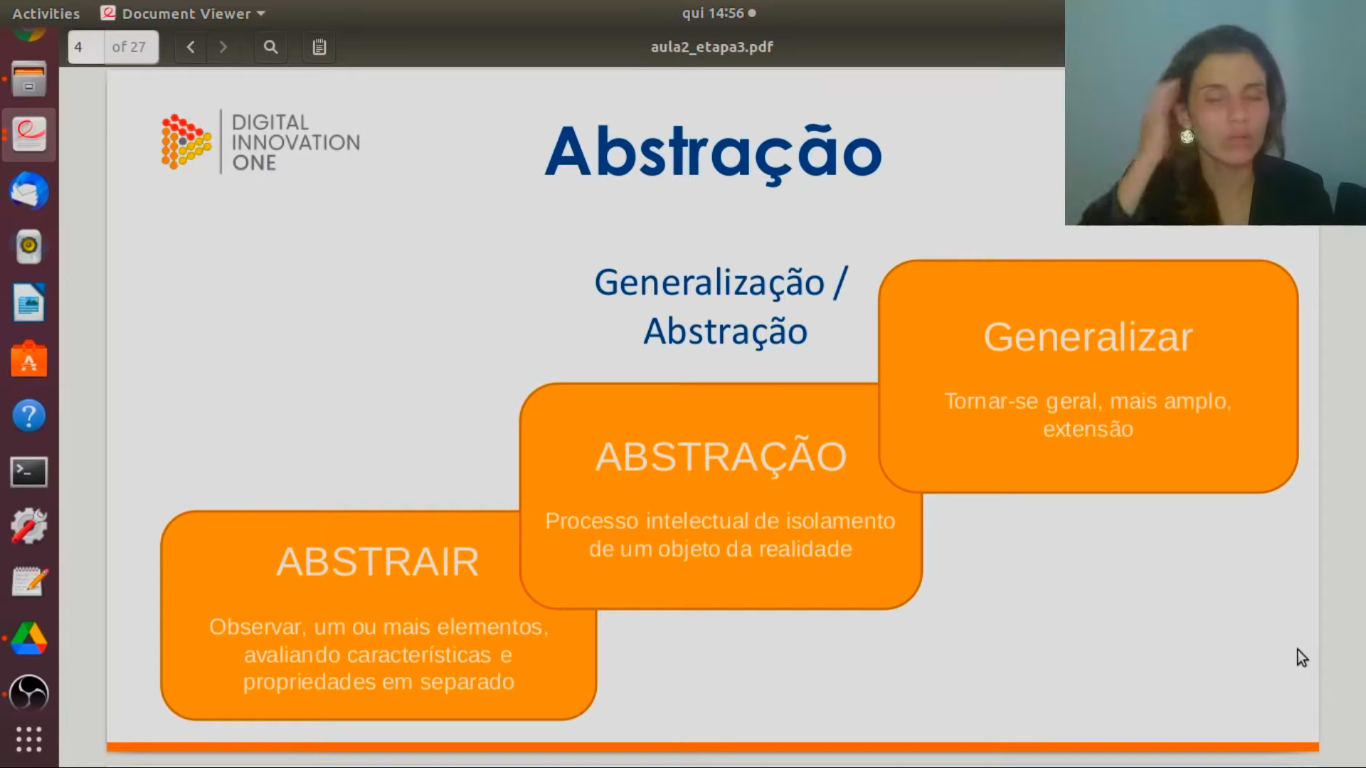 Activities
Document Viewer
qui 14:56
4
of 27
aula2_etapa3.pdf
DIGITAL
INNOVATION
ONE
Abstração
Generalização /
Abstração
Generalizar
Tornar-se geral, mais amplo,
extensão
ABSTRAÇÃO
Processo intelectual de isolamento
de um objeto da realidade
ABSTRAIR
Observar, um ou mais elementos,
avaliando características e
propriedades em separado